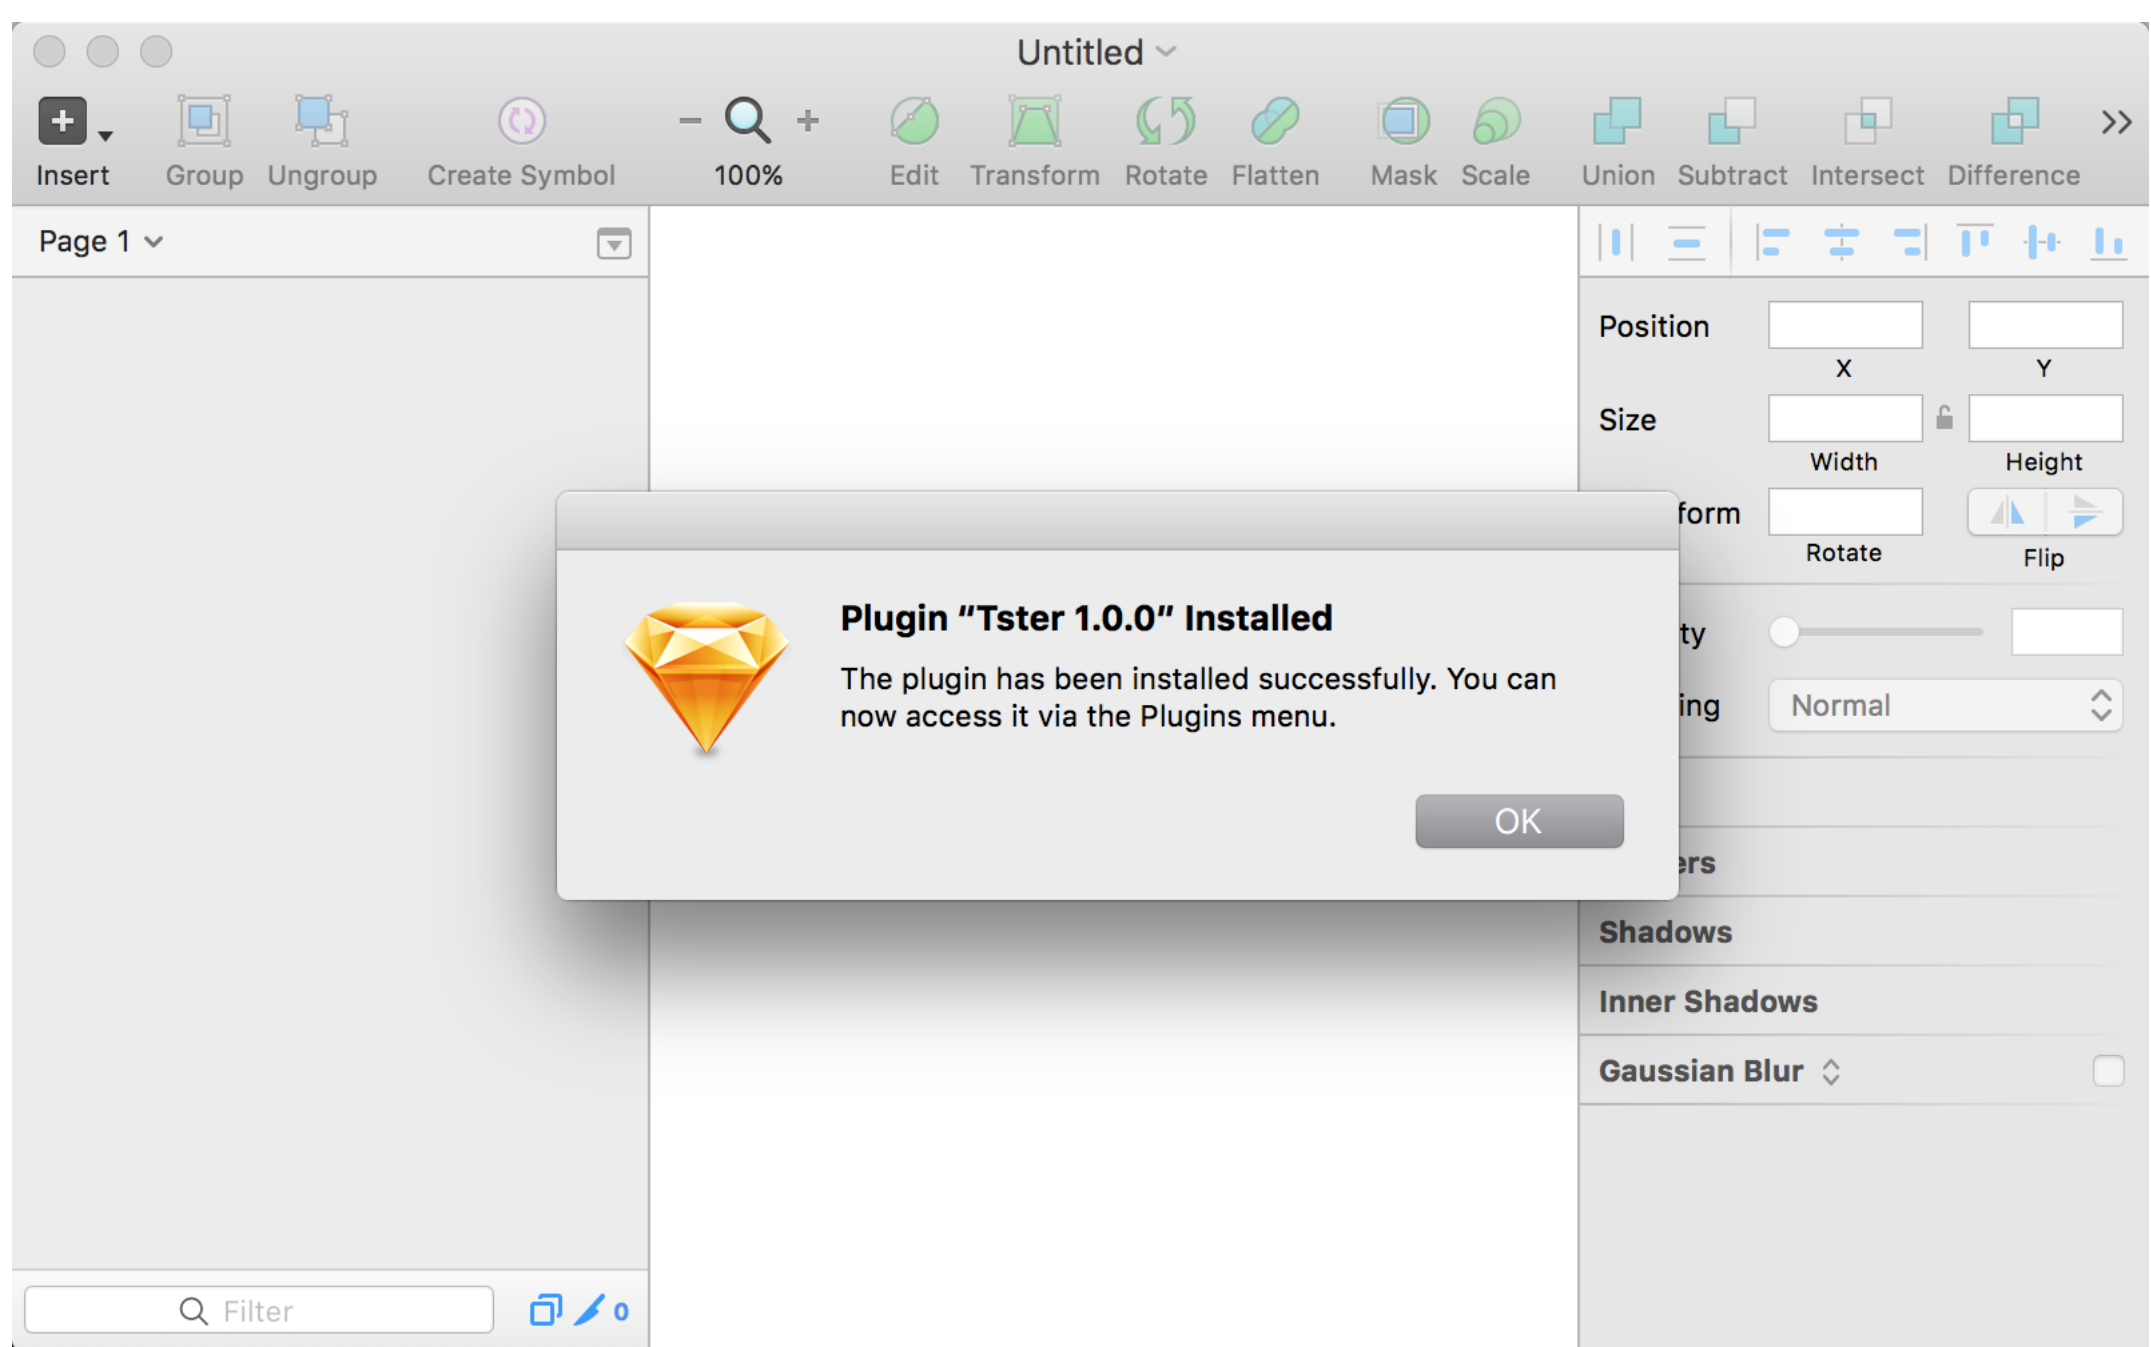 Untitled
Insert
Group
Ungroup
Create Symbol
100%
Edit
Transform
Rotate
Flatten
Mask
Scale
Union
Subtract
Intersect
Difference
Page 1
Position
X
Y
Size
Width
Height
form
Rotate
Flip
Plugin “Tster 1.0.0” Installed
The plugin has been installed successfully. You can
now access it via the Plugins menu.
OK
ty
ing
Normal
ers
Shadows
Inner Shadows
Gaussian Blur
Filter
0